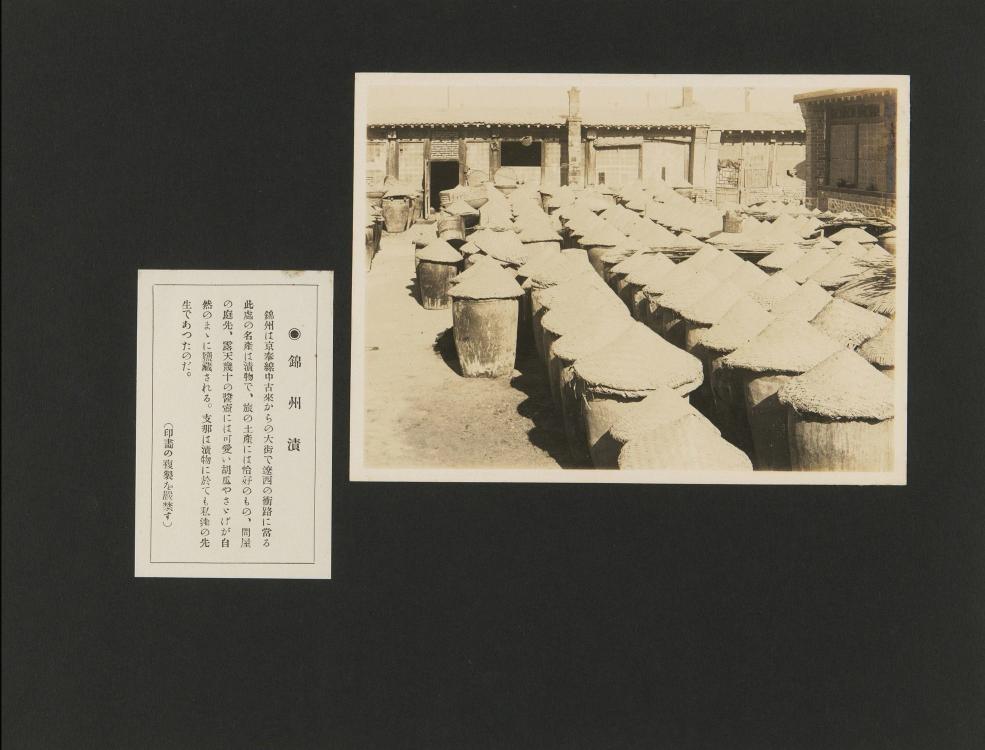 ◉錦州漬
錦州は京奉線中古來からの大街で遼西の衝路に當る
此處の名產は漬物で、旅の土產には恰好のもの、問屋
の庭先、露天幾十の醬壺には可愛い胡瓜やさゝげが自
然のまゝに鹽藏される。支那は漬物に於ても私達の先
生であつたのだ。
(印畫の複製を嚴禁す)